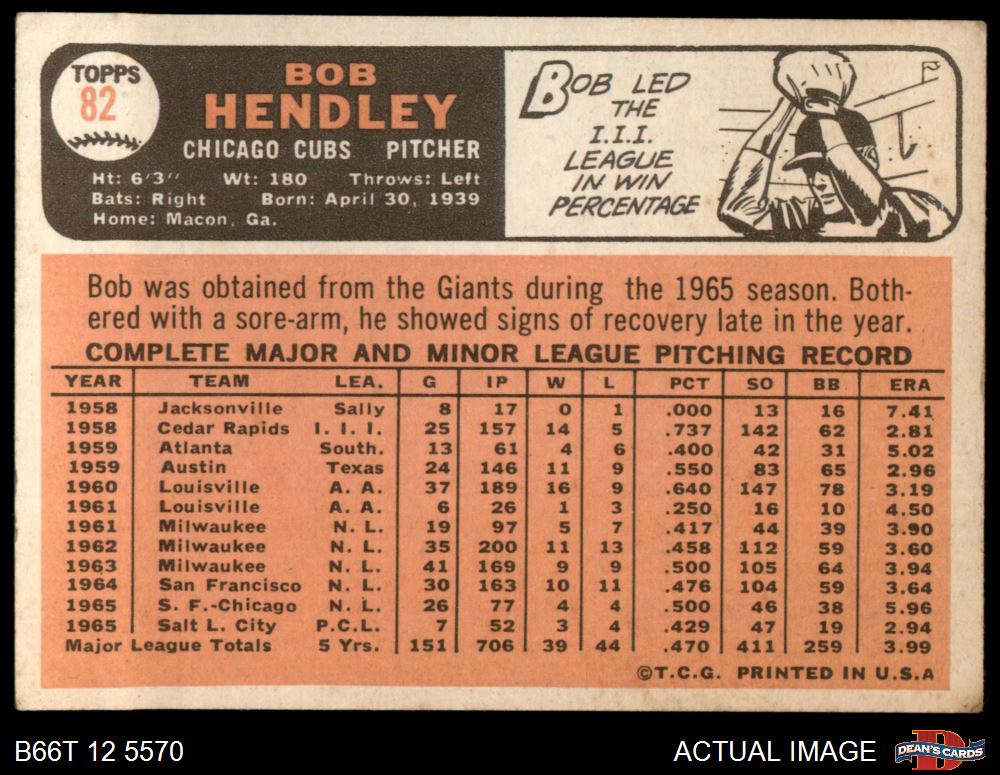 TOPPS
82
BOB
HENDLEY
CHICAGO CUBS PITCHER
Ht: 6'3" Wt: 180 Throws: Left
Bats: Right Born: April 30, 1939
Home: Macon, Ga.
BOB LED
THE
I.I.I.
LEAGUE
IN WIN
PERCENTAGE
Bob was obtained from the Giants during the 1965 season. Both-
ered with a sore-arm, he showed signs of recovery late in the year.
COMPLETE MAJOR AND MINOR LEAGUE PITCHING RECORD
YEAR TEAM LEA. G IP W L PCT SO BB ERA
1958 Jacksonville Sally 8 17 0 1 .000 13 16 7.41
1958 Cedar Rapids I. I. I. 25 157 14 5 .737 142 62 2.81
1959 Atlanta South. 13 61 4 6 .400 42 31 5.02
1959 Austin Texas 24 146 11 9 .550 83 65 2.96
1960 Louisville A. A. 37 189 16 9 .640 147 78 3.19
1961 Louisville A. A. 6 26 1 3 .250 16 10 4.50
1961 Milwaukee N. L. 19 97 5 7 .417 44 39 3.90
1962 Milwaukee N. L. 35 200 11 13 .458 112 59 3.60
1963 Milwaukee N. L. 41 169 9 9 .500 105 64 3.94
1964 San Francisco N. L. 30 163 10 11 .476 104 59 3.64
1965 S. F.-Chicago N. L. 26 77 4 4 .500 46 38 5.96
1965 Salt L. City P.C.L. 7 52 3 4 .429 47 19 2.94
Major League Totals 5 Yrs. 151 706 39 44 .470 411 259 3.99
©T.C.G. PRINTED IN U.S.A
B66T 12 5570
ACTUAL IMAGE
D
DEAN'S CARDS